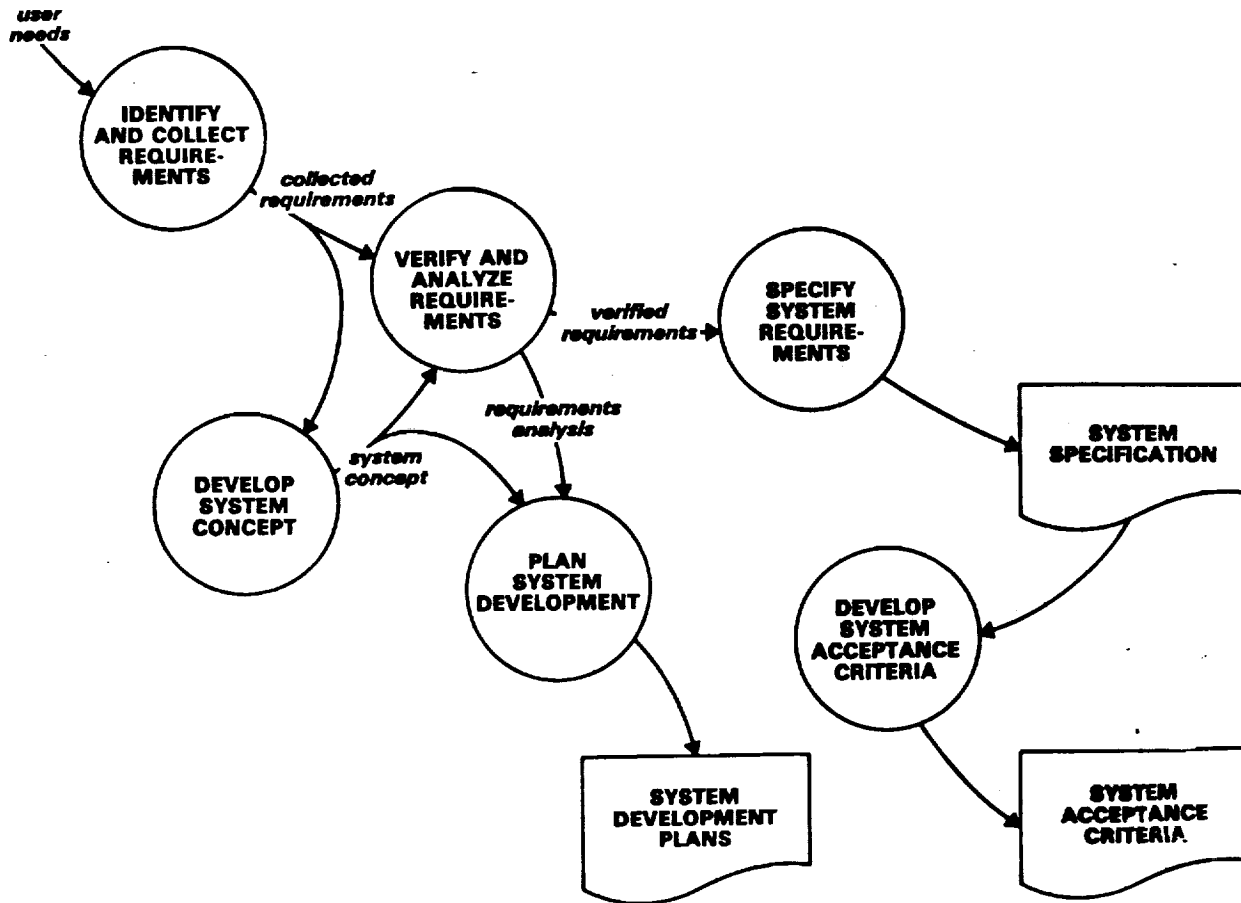 user
needs
IDENTIFY
AND COLLECT
REQUIRE-
MENTS
collected
requirements
VERIFY AND
ANALYZE
REQUIRE-
MENTS
verified
requirements
SPECIFY
SYSTEM
REQUIRE-
MENTS
requirements
analysis
SYSTEM
SPECIFICATION
system
concept
DEVELOP
SYSTEM
CONCEPT
PLAN
SYSTEM
DEVELOPMENT
DEVELOP
SYSTEM
ACCEPTANCE
CRITERIA
SYSTEM
DEVELOPMENT
PLANS
SYSTEM
ACCEPTANCE
CRITERIA